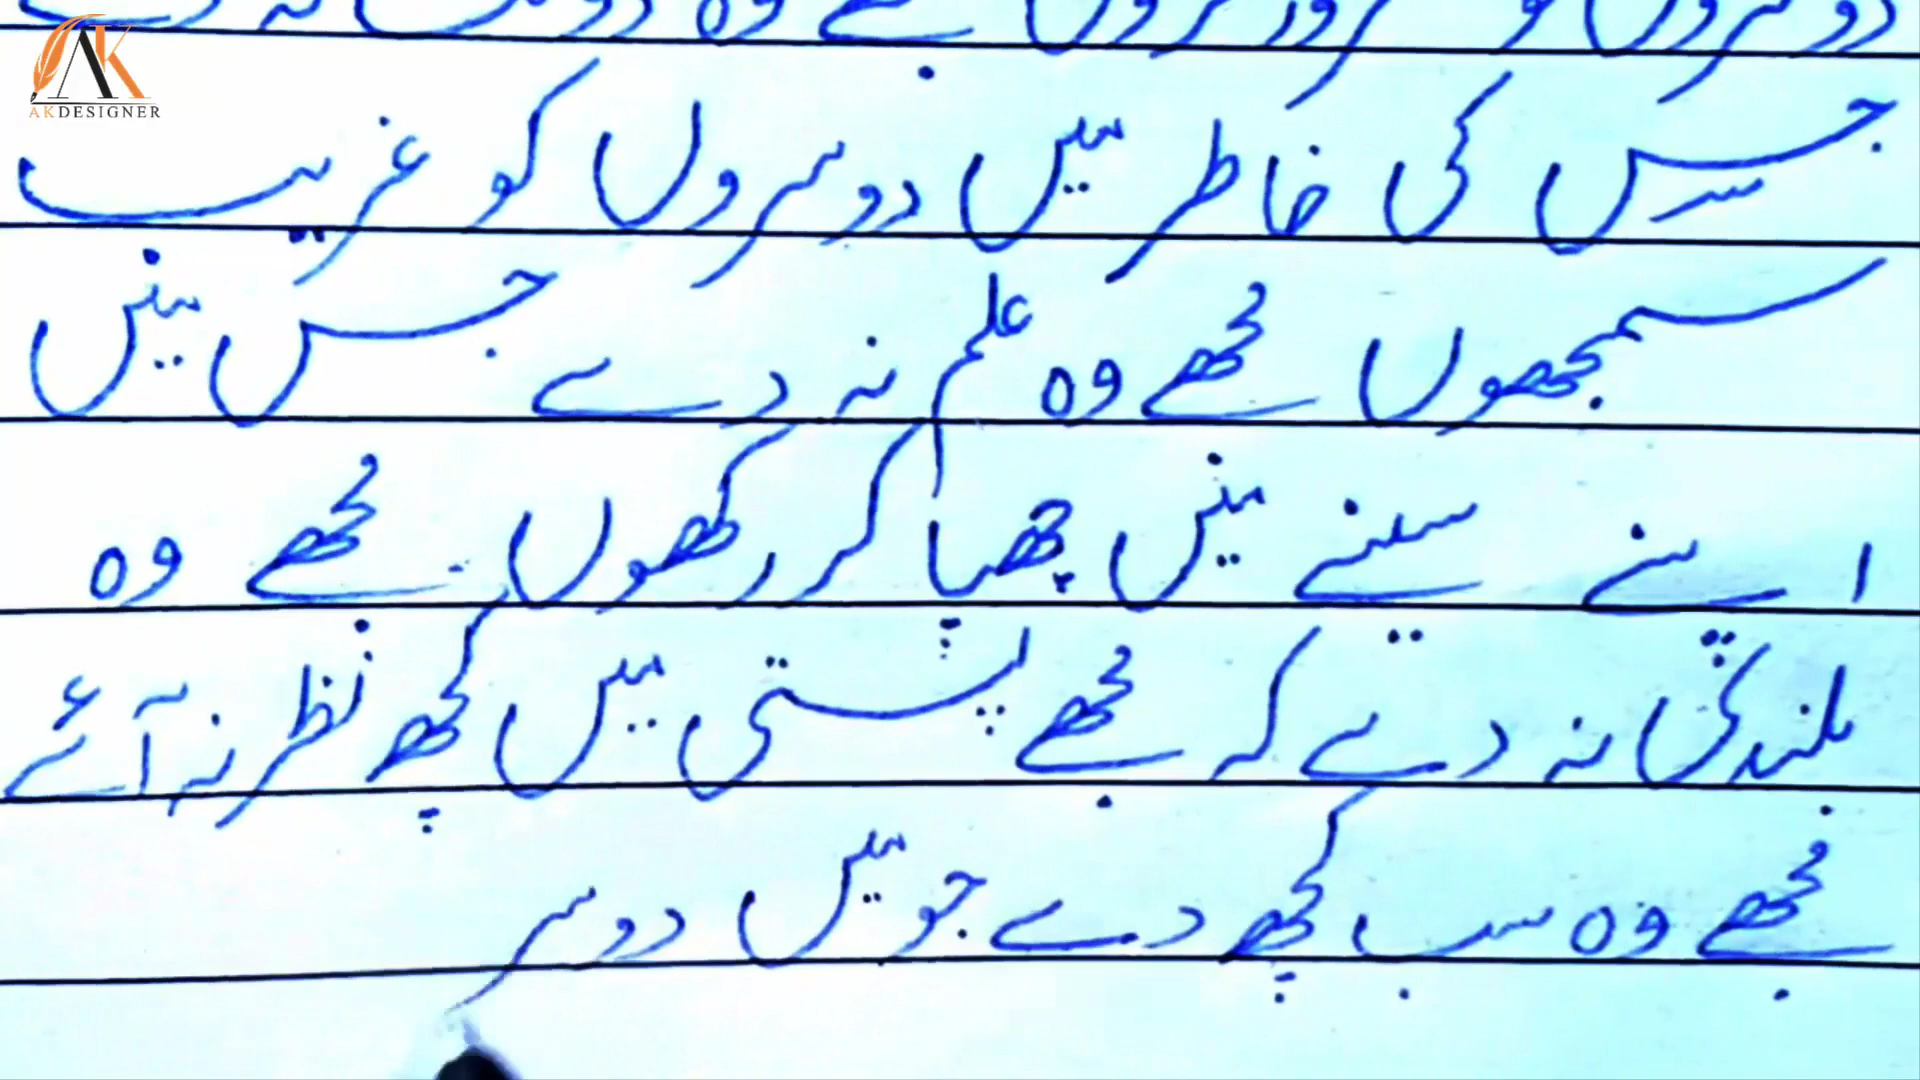 AK
AKDESIGNER
جس کی خاطر میں دوسروں کو غریب
سمجھوں مجھے وہ علم نہ دے جس میں
اپنے سینے میں چھپا کر رکھوں۔ مجھے وہ
بلندی نہ دے کہ مجھے پستی میں کچھ نظر نہ آئے
مجھے وہ سب کچھ دے جو میں دوسر